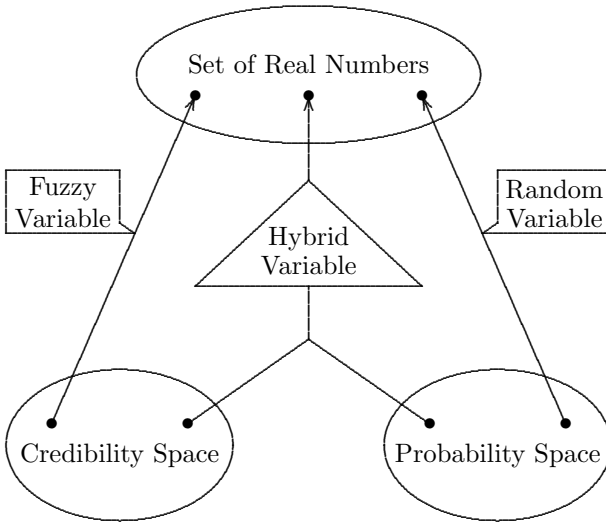 Set of Real Numbers
Fuzzy
Variable
Random
Variable
Hybrid
Variable
Credibility Space
Probability Space